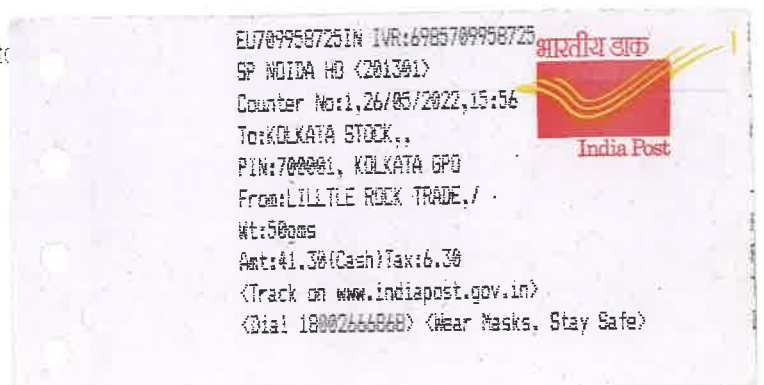 EU709958725IN IVR:6985709958725
भारतीय डाक
SP NOIDA HO <201301>
Counter No:1,26/05/2022,15:56
To:KOLKATA STOCK,,
PIN:700001, KOLKATA GPO
India Post
From:LILLTLE ROCK TRADE,/
Wt:50gms
Amt:41.30(Cash)Tax:6.30
<Track on www.indiapost.gov.in>
<Dial 18002666868> <Wear Masks, Stay Safe>